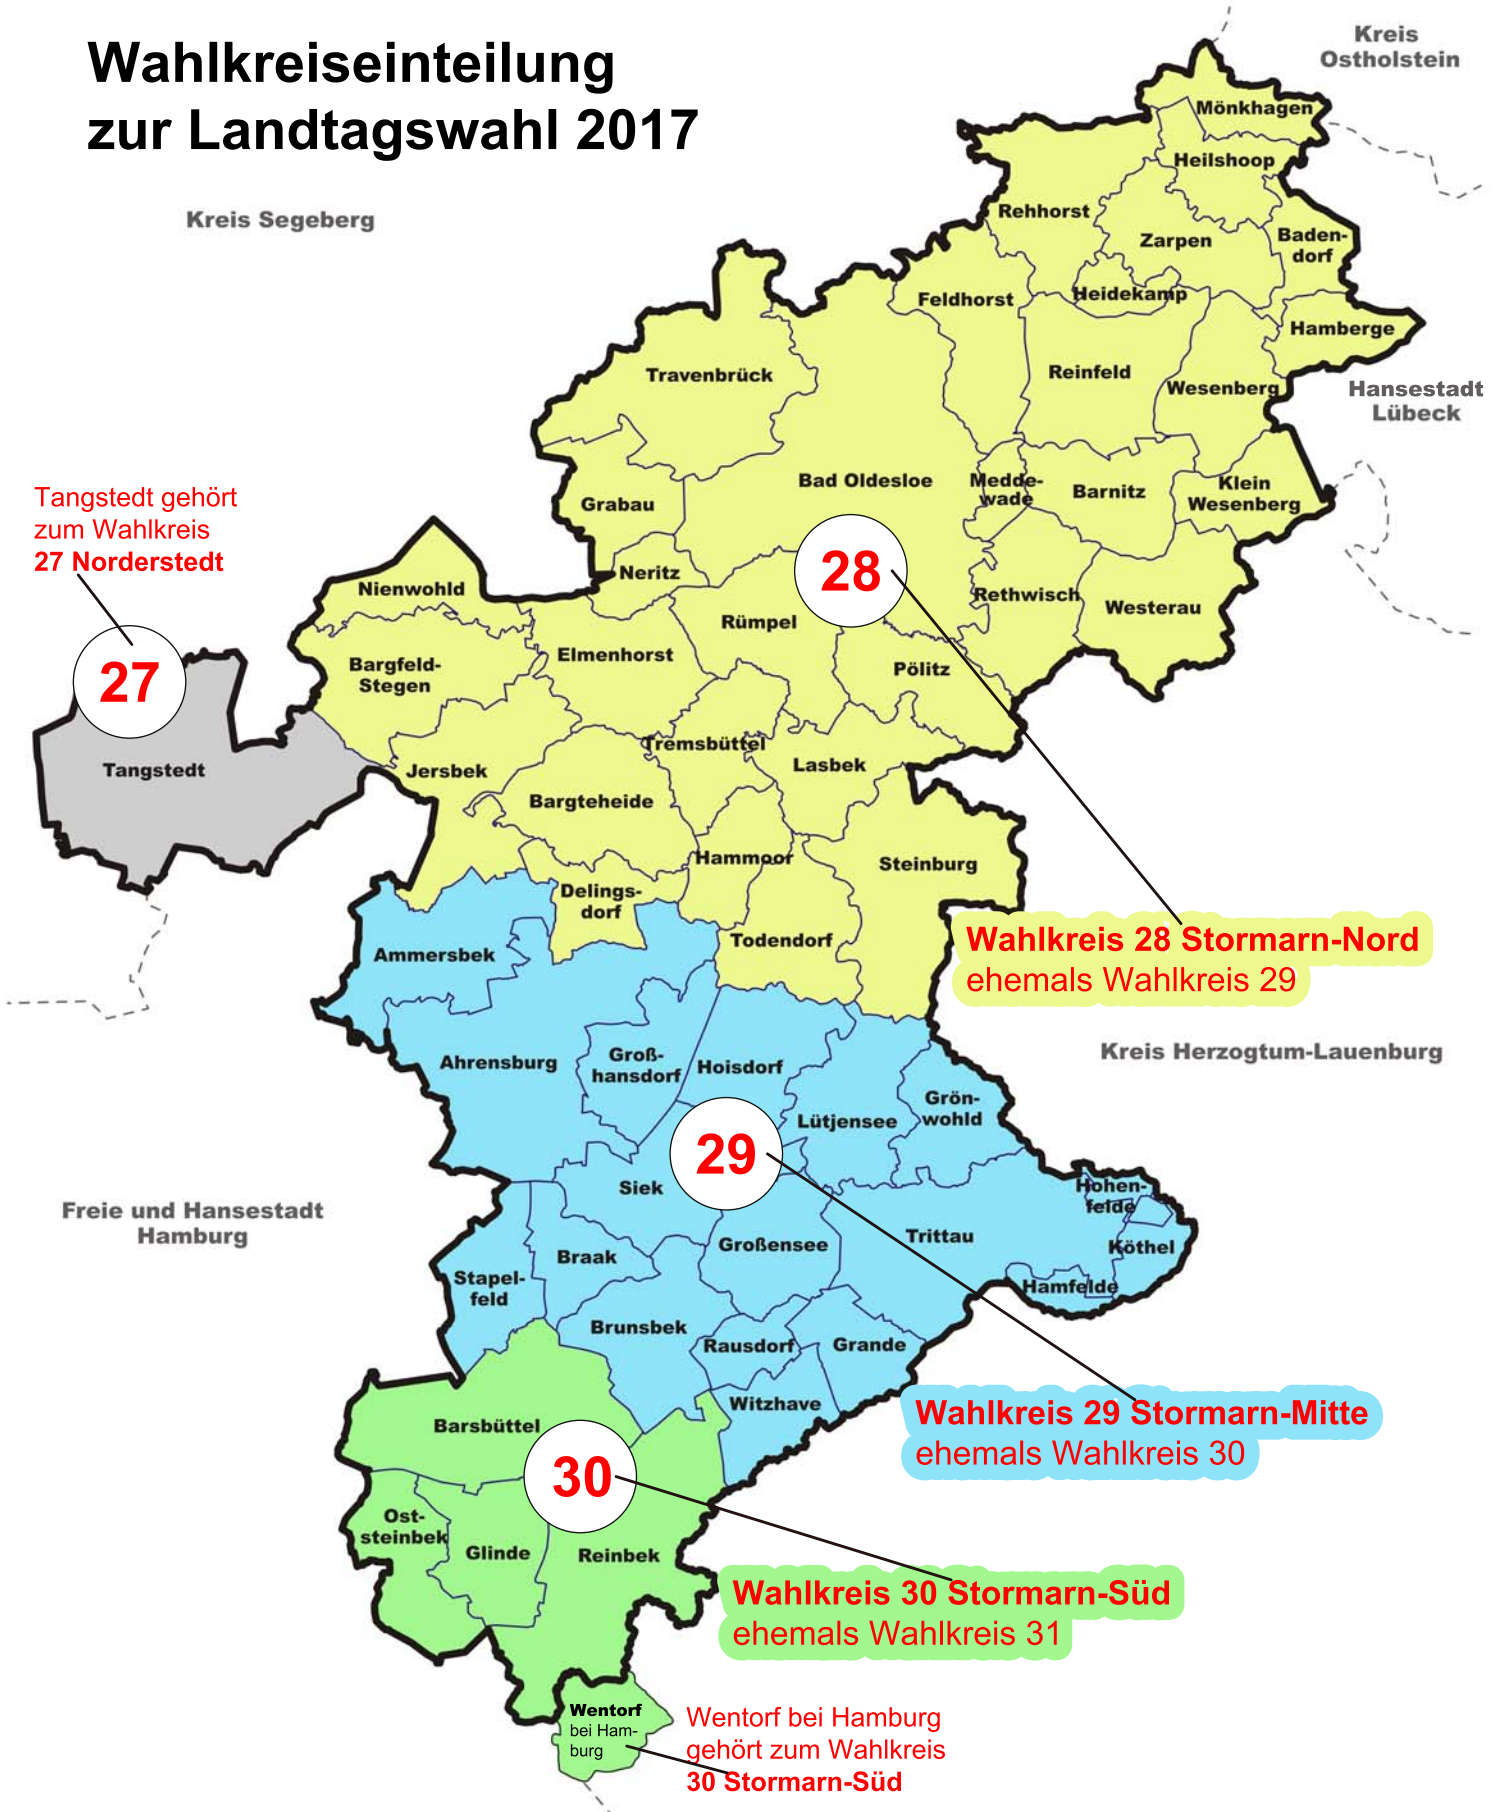 Wahlkreiseinteilung
zur Landtagswahl 2017
Kreis
Ostholstein
Kreis Segeberg
Mönkhagen
Heilshoop
Rehhorst
Zarpen
Baden-
dorf
Feldhorst
Heidekamp
Hamberge
Travenbrück
Reinfeld
Wesenberg
Hansestadt
Lübeck
Bad Oldesloe
Medde-
wade
Barnitz
Klein
Wesenberg
Grabau
Tangstedt gehört
zum Wahlkreis
27 Norderstedt
Neritz
28
Nienwohld
Rethwisch
Westerau
Rümpel
Elmenhorst
Bargfeld-
Stegen
Pölitz
27
Tangstedt
Tremsbüttel
Lasbek
Jersbek
Bargteheide
Hammoor
Steinburg
Delings-
dorf
Todendorf
Wahlkreis 28 Stormarn-Nord
ehemals Wahlkreis 29
Ammersbek
Ahrensburg
Groß-
hansdorf
Hoisdorf
Kreis Herzogtum-Lauenburg
Grön-
wohld
Lütjensee
29
Siek
Hohen-
felde
Freie und Hansestadt
Hamburg
Großensee
Trittau
Köthel
Braak
Stapel-
feld
Hamfelde
Brunsbek
Rausdorf
Grande
Witzhave
Wahlkreis 29 Stormarn-Mitte
ehemals Wahlkreis 30
Barsbüttel
30
Ost-
steinbek
Glinde
Reinbek
Wahlkreis 30 Stormarn-Süd
ehemals Wahlkreis 31
Wentorf
bei Ham-
burg
Wentorf bei Hamburg
gehört zum Wahlkreis
30 Stormarn-Süd